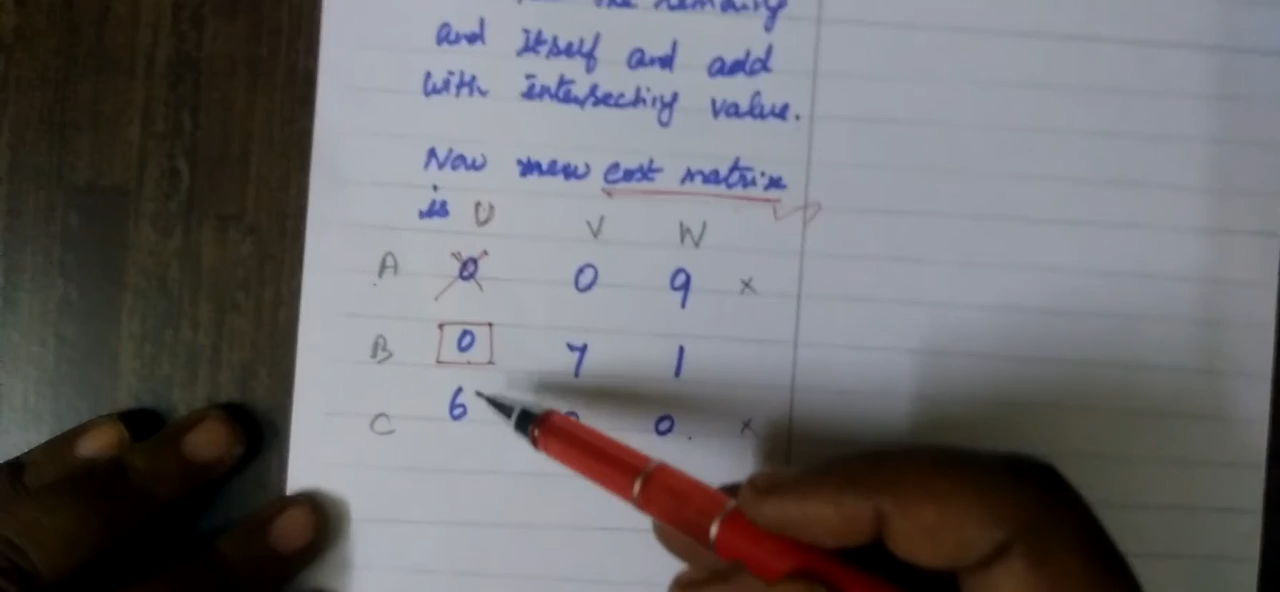 and itself and add
with intersecting value.
Now new cost matrix
is U V W
A 0 0 9 x
B 0 7 1
C 6 0. x